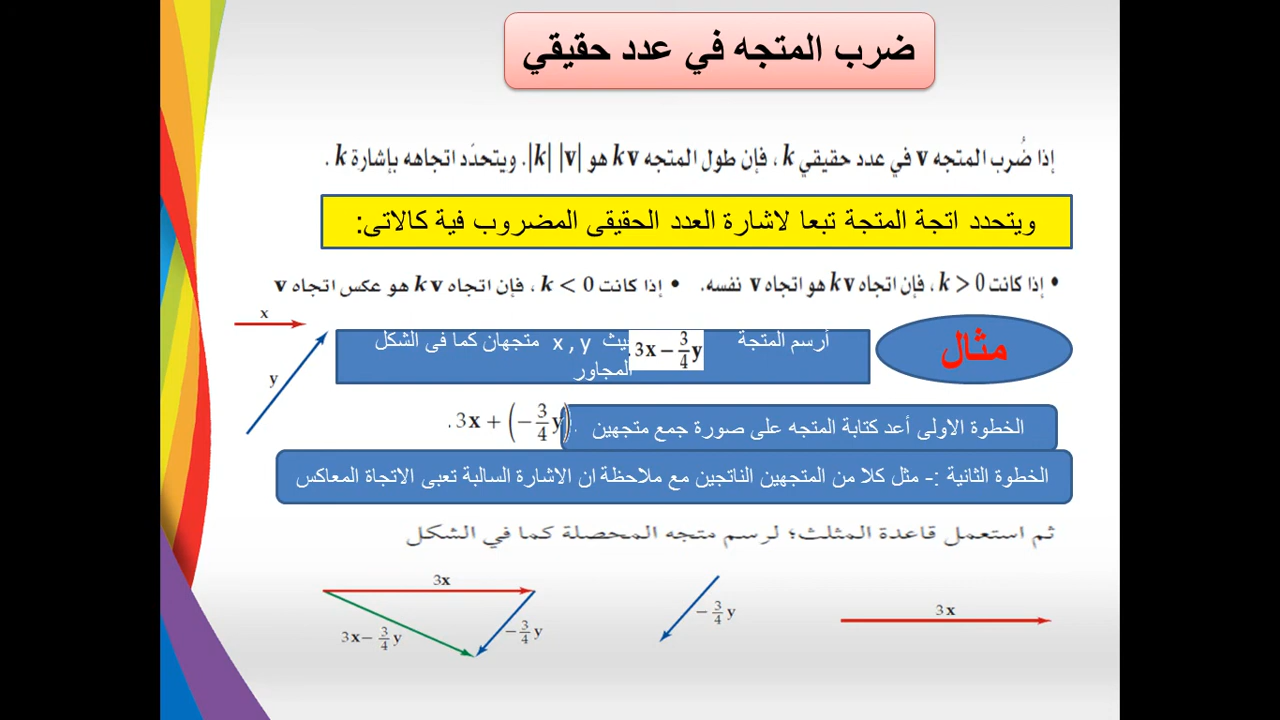 ضرب المتجه في عدد حقيقي
إذا ضُرب المتجه v في عدد حقيقي k ، فإن طول المتجه kv هو |k| |v|. ويتحدّد اتجاهه بإشارة k .
ويتحدد اتجة المتجة تبعا لاشارة العدد الحقيقى المضروب فية كالاتى:
• إذا كانت k > 0 ، فإن اتجاه kv هو اتجاه v نفسه. • إذا كانت k < 0 ، فإن اتجاه kv هو عكس اتجاه v
مثال
x
y
أرسم المتجة 3x – 3/4 y x , y متجهان كما فى الشكل
المجاور
الخطوة الاولى أعد كتابة المتجه على صورة جمع متجهين 3x + (–3/4 y) .
الخطوة الثانية :- مثل كلا من المتجهين الناتجين مع ملاحظة ان الاشارة السالبة تعبى الاتجاة المعاكس
ثم استعمل قاعدة المثلث؛ لرسم متجه المحصلة كما في الشكل
3x
–3/4 y
3x
–3/4 y
3x – 3/4 y